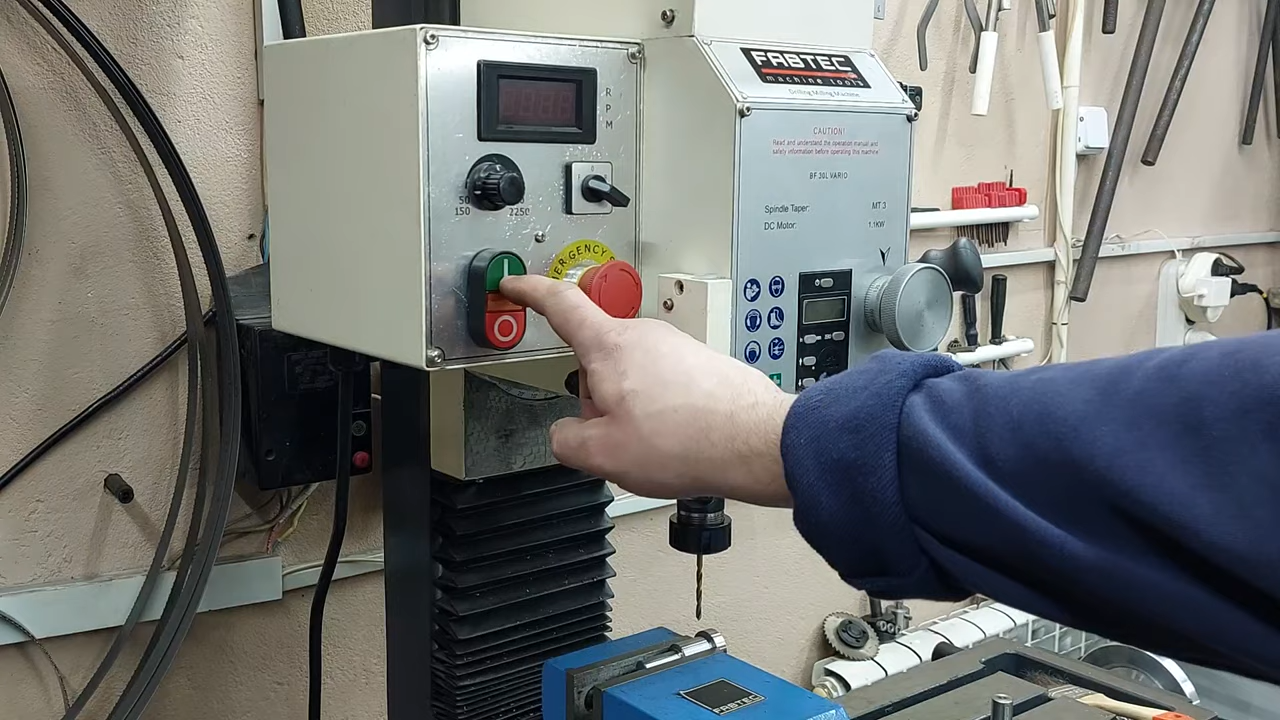 FABTEC
machine tools
Drilling Milling Machine
RPM
CAUTION!
Read and understand the operation manual and
safety information before operating this machine
BF 30L VARIO
50
150
2250
Spindle Taper: MT 3
DC Motor: 1.1KW
ERGENCY S
FABTEC